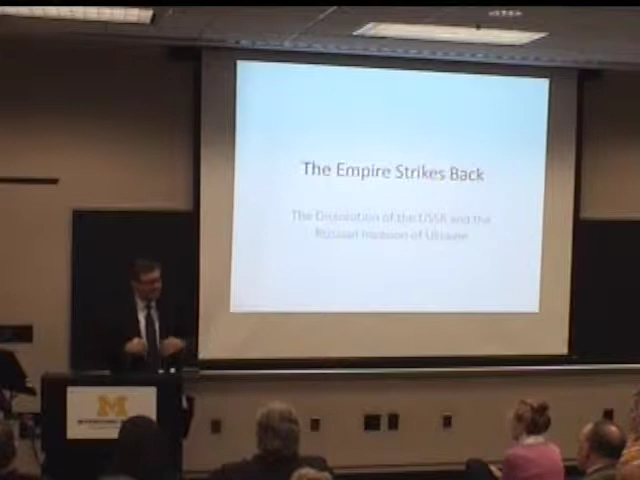 The Empire Strikes Back
The Dissolution of the USSR and the
Russian Invasion of Ukraine
M